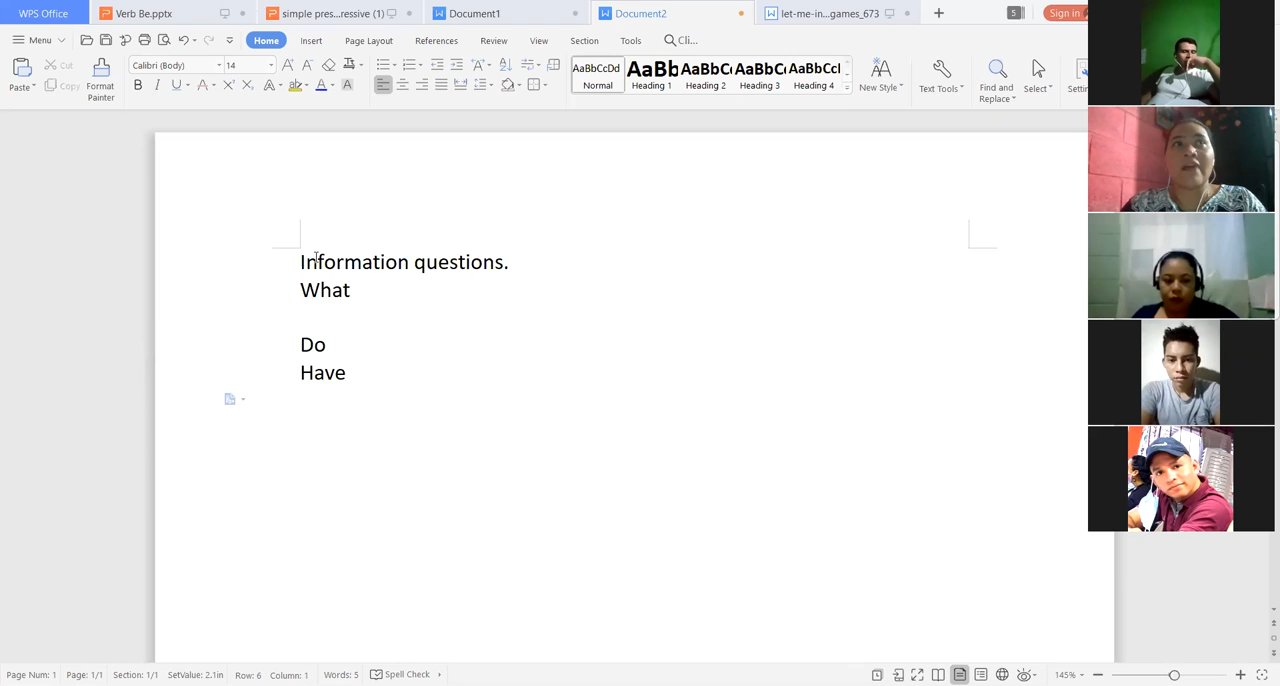 WPS Office
Verb Be.pptx
simple pres...ressive (1)
Document1
Document2
let-me-in...games_673
5
Sign in
Menu
Home
Insert
Page Layout
References
Review
View
Section
Tools
Cli...
Paste
Cut
Copy
Format
Painter
Calibri (Body)
14
B I U
AaBbCcDd
Normal
AaBb
Heading 1
AaBbC
Heading 2
AaBbC
Heading 3
AaBbCcI
Heading 4
New Style
Text Tools
Find and
Replace
Select
Settin
Information questions.
What
Do
Have
Page Num: 1
Page: 1/1
Section: 1/1
SetValue: 2.1in
Row: 6
Column: 1
Words: 5
Spell Check
145%